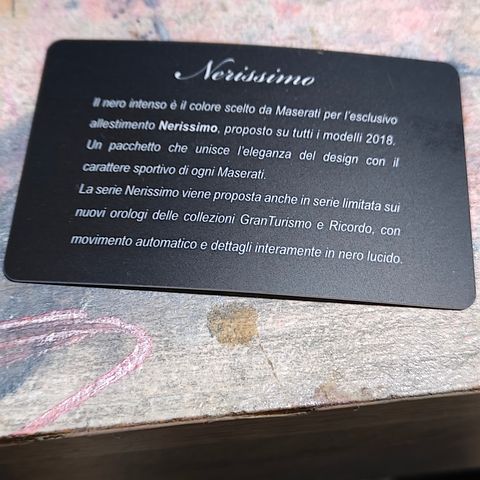 Nerissimo
Il nero intenso è il colore scelto da Maserati per l'esclusivo
allestimento Nerissimo, proposto su tutti i modelli 2018.
Un pacchetto che unisce l'eleganza del design con il
carattere sportivo di ogni Maserati.
La serie Nerissimo viene proposta anche in serie limitata sui
nuovi orologi delle collezioni GranTurismo e Ricordo, con
movimento automatico e dettagli interamente in nero lucido.